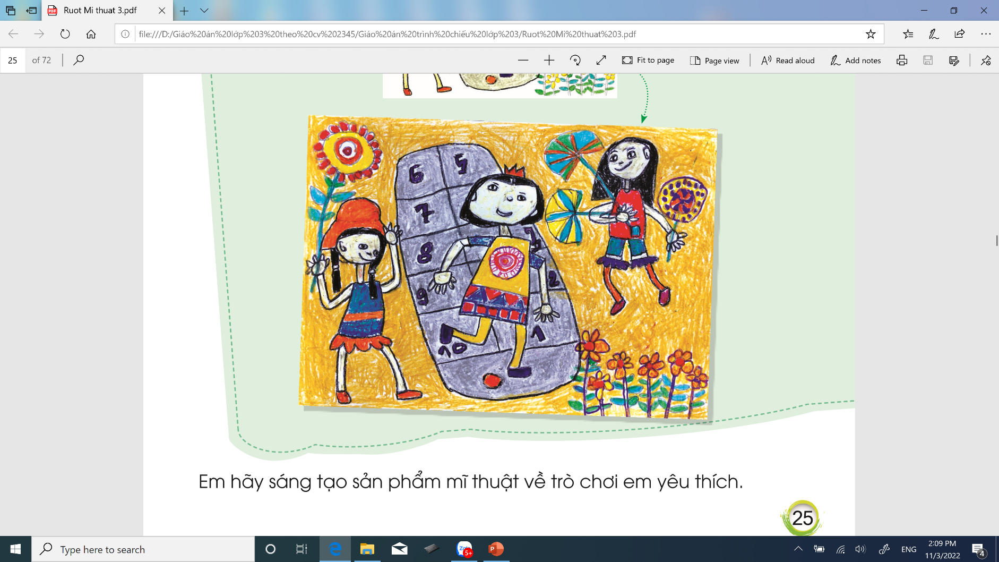 Ruot Mi thuat 3.pdf
file:///D:/Giáo%20án%20lớp%203%20theo%20cv%202345/Giáo%20án%20trình%20chiếu%20lớp%203/Ruot%20Mi%20thuat%203.pdf
25 of 72 Fit to page Page view Read aloud Add notes
6 5
7
8
9 2
10 1
Em hãy sáng tạo sản phẩm mĩ thuật về trò chơi em yêu thích.
25
Type here to search
5+
ENG
2:09 PM
11/3/2022
4